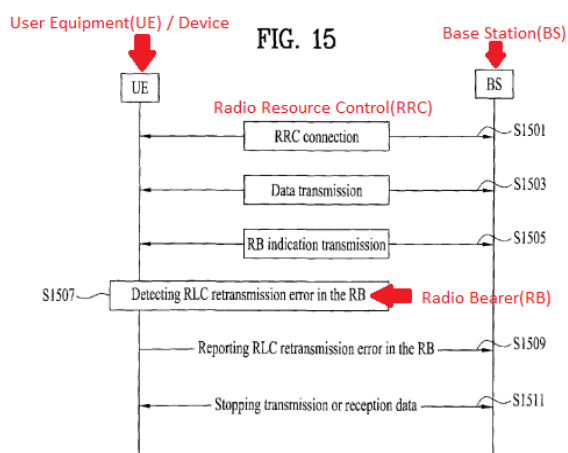 User Equipment(UE) / Device
Base Station(BS)
FIG. 15
UE
BS
Radio Resource Control(RRC)
RRC connection
S1501
Data transmission
S1503
RB indication transmission
S1505
S1507
Detecting RLC retransmission error in the RB
Radio Bearer(RB)
Reporting RLC retransmission error in the RB
S1509
Stopping transmission or reception data
S1511